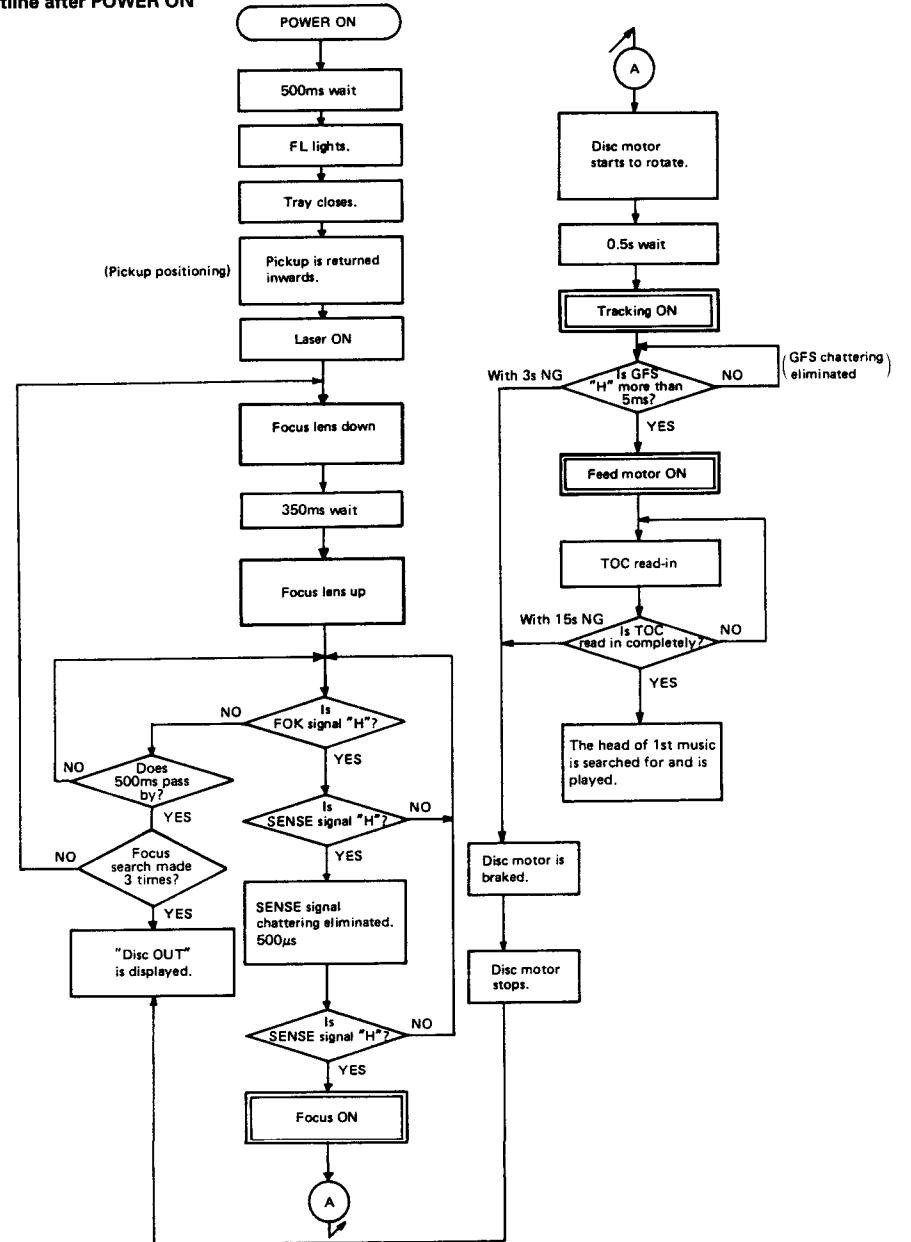 tline after POWER ON
POWER ON
500ms wait
FL lights.
Tray closes.
(Pickup positioning)
Pickup is returned
inwards.
Laser ON
Focus lens down
350ms wait
Focus lens up
Is
FOK signal "H"?
NO
YES
Does
500ms pass
by?
NO
YES
Focus
search made
3 times?
NO
YES
"Disc OUT"
is displayed.
Is
SENSE signal "H"?
NO
YES
SENSE signal
chattering eliminated.
500µs
Is
SENSE signal "H"?
NO
YES
Focus ON
A
A
Disc motor
starts to rotate.
0.5s wait
Tracking ON
With 3s NG
Is GFS
"H" more than
5ms?
NO
(GFS chattering
eliminated)
YES
Feed motor ON
TOC read-in
With 15s NG
Is TOC
read in completely?
NO
YES
The head of 1st music
is searched for and is
played.
Disc motor is
braked.
Disc motor
stops.